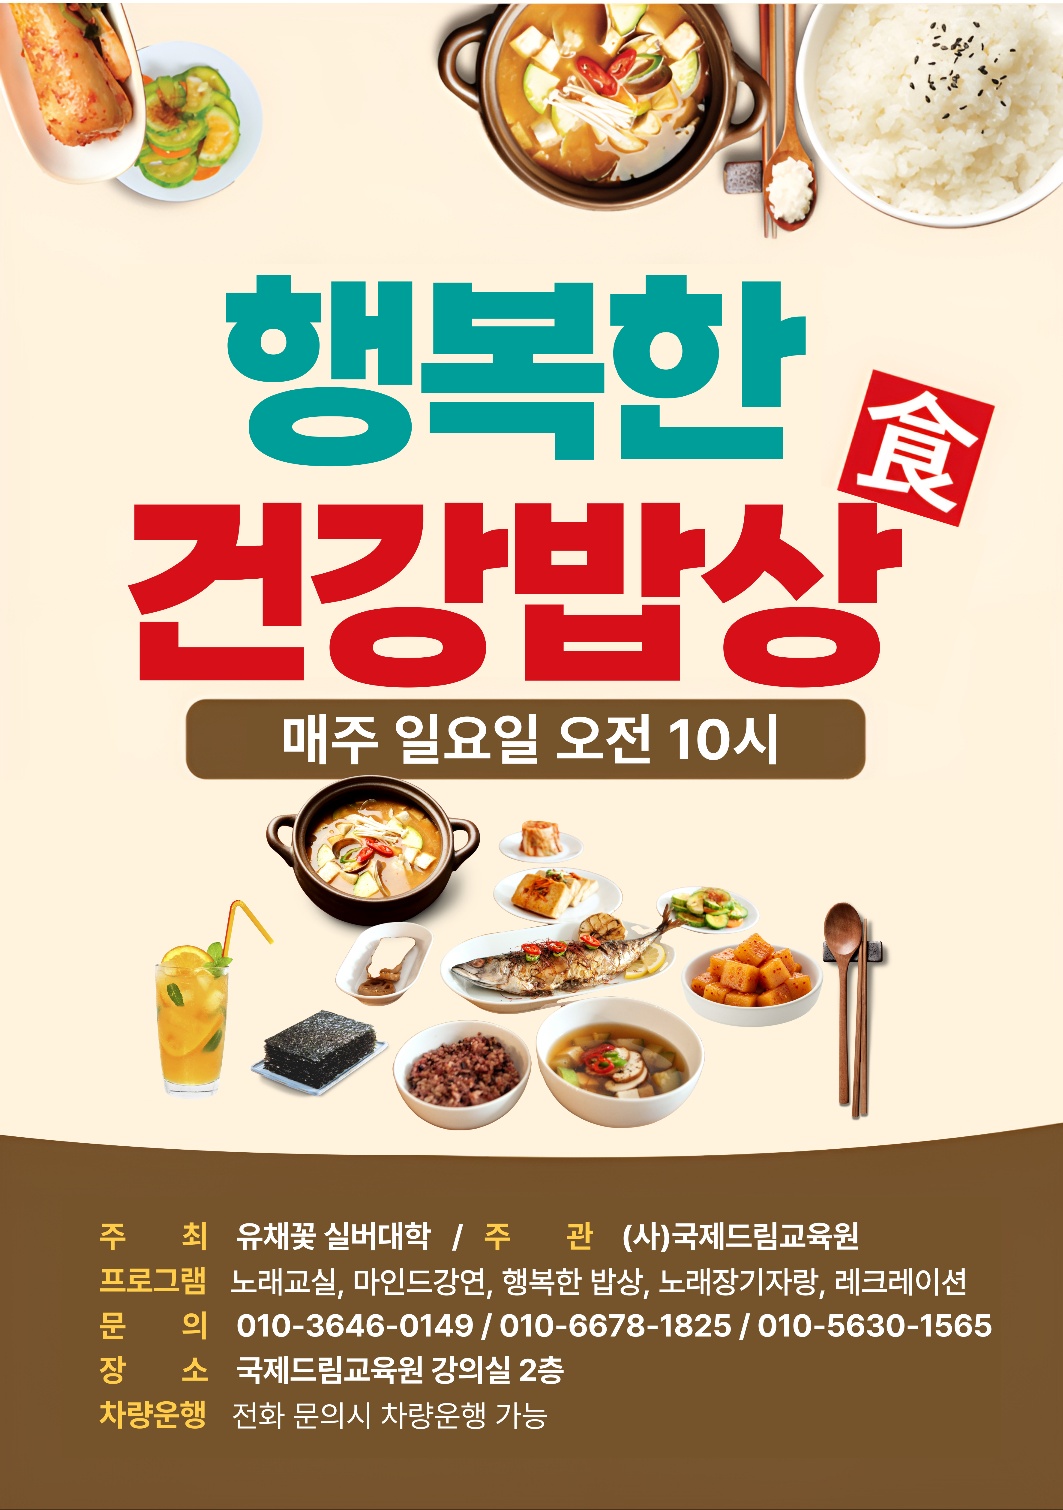 행복한
食
건강밥상
매주 일요일 오전 10시
주 최 유채꽃 실버대학 / 주 관 (사)국제드림교육원
프로그램 노래교실, 마인드강연, 행복한 밥상, 노래장기자랑, 레크레이션
문 의 010-3646-0149 / 010-6678-1825 / 010-5630-1565
장 소 국제드림교육원 강의실 2층
차량운행 전화 문의시 차량운행 가능